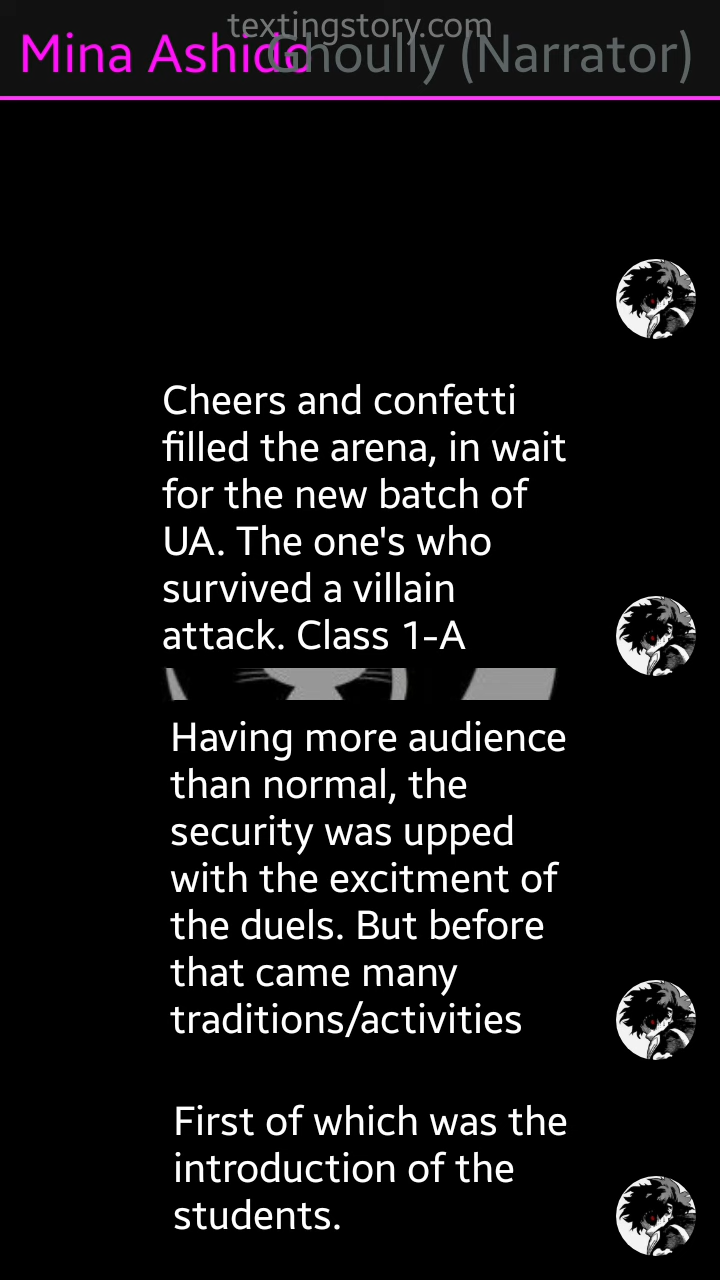 textingstory.com
Mina Ashido
Ghoully (Narrator)
Cheers and confetti
filled the arena, in wait
for the new batch of
UA. The one's who
survived a villain
attack. Class 1-A
Having more audience
than normal, the
security was upped
with the excitment of
the duels. But before
that came many
traditions/activities
First of which was the
introduction of the
students.